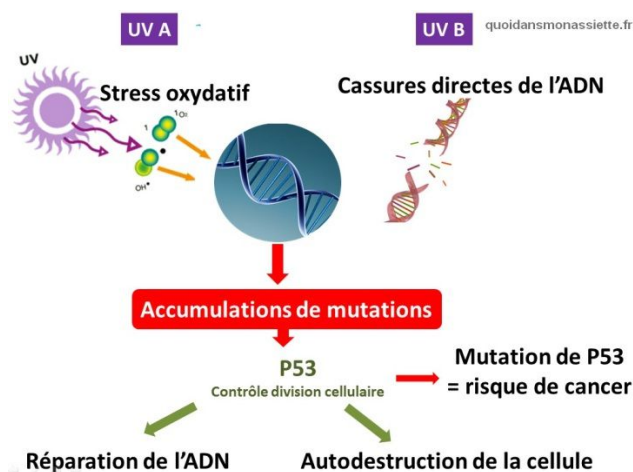 UV A
UV B
quoidansmonassiette.fr
UV
Stress oxydatif
Cassures directes de l'ADN
OH•
Accumulations de mutations
P53
Contrôle division cellulaire
Mutation de P53
= risque de cancer
Réparation de l'ADN
Autodestruction de la cellule